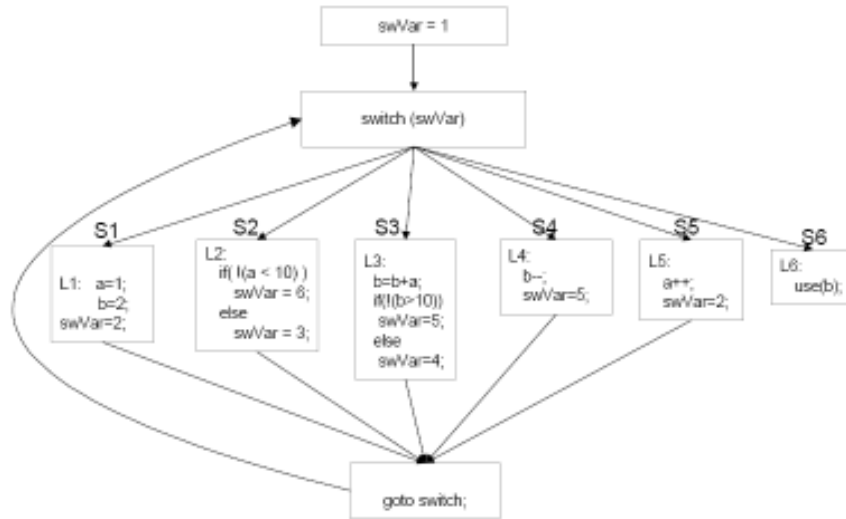 swVar = 1
switch (swVar)
S1
S2
S3
S4
S5
S6
L1: a=1;
b=2;
swVar=2;
L2:
if( !(a < 10) )
swVar = 6;
else
swVar = 3;
L3:
b=b+a;
if(!(b>10))
swVar=5;
else
swVar=4;
L4:
b--;
swVar=5;
L5:
a++;
swVar=2;
L6:
use(b);
goto switch;